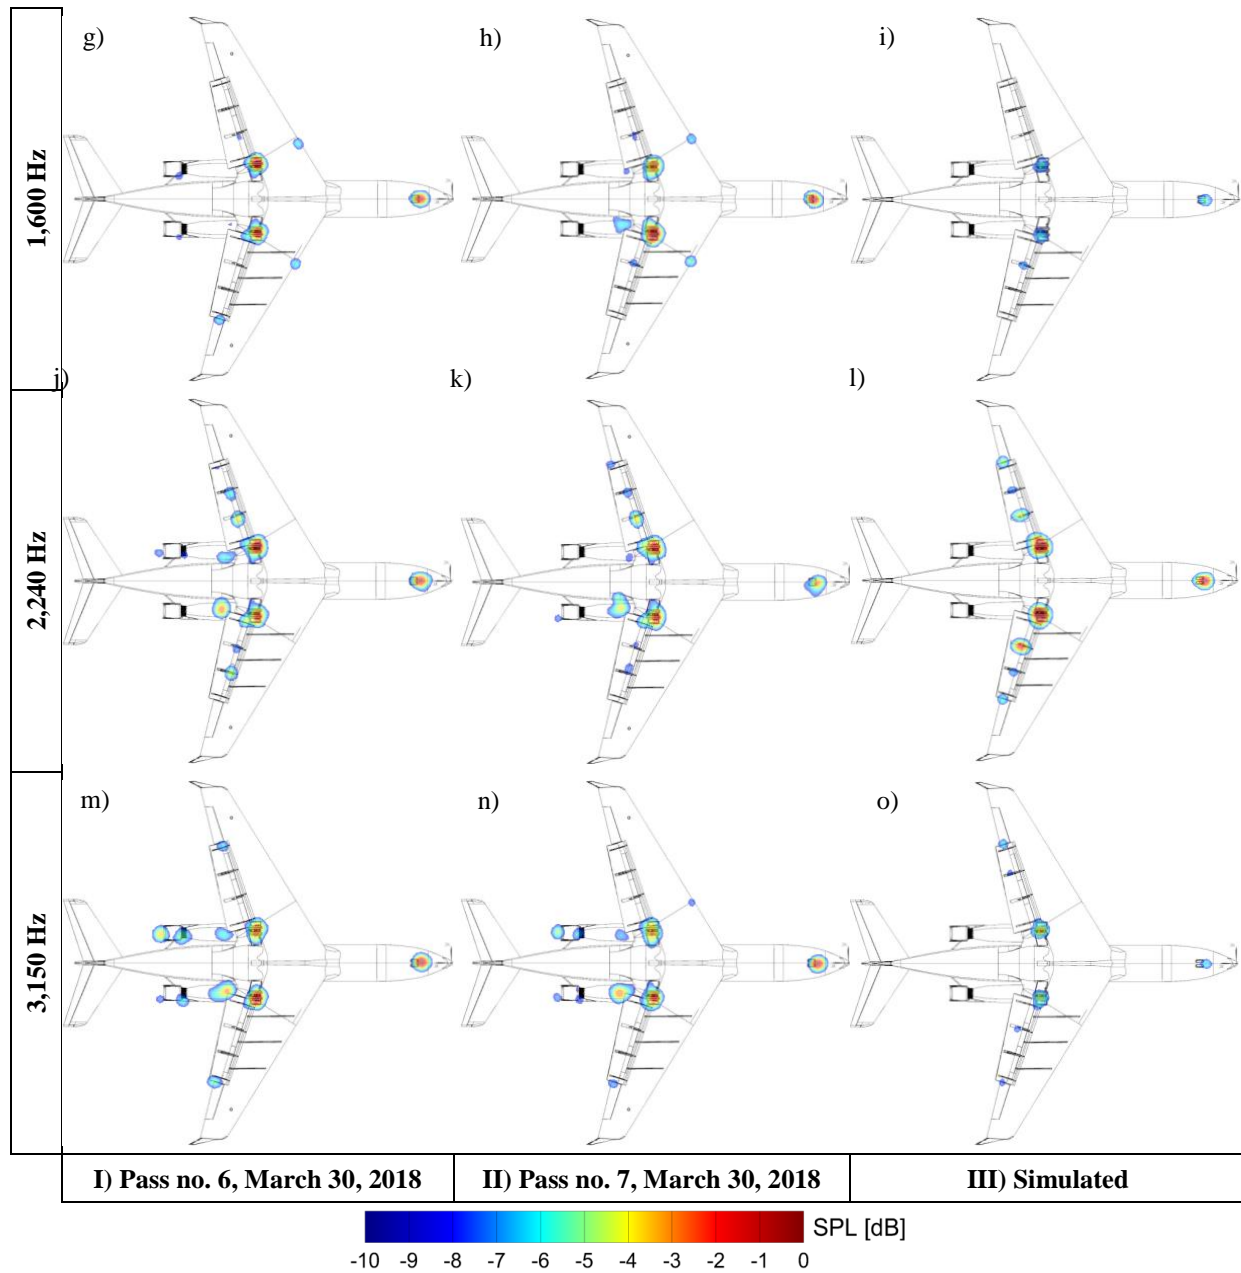 g)
h)
i)
1,600 Hz
j)
k)
l)
2,240 Hz
m)
n)
o)
3,150 Hz
I) Pass no. 6, March 30, 2018
II) Pass no. 7, March 30, 2018
III) Simulated
SPL [dB]
-10 -9 -8 -7 -6 -5 -4 -3 -2 -1 0